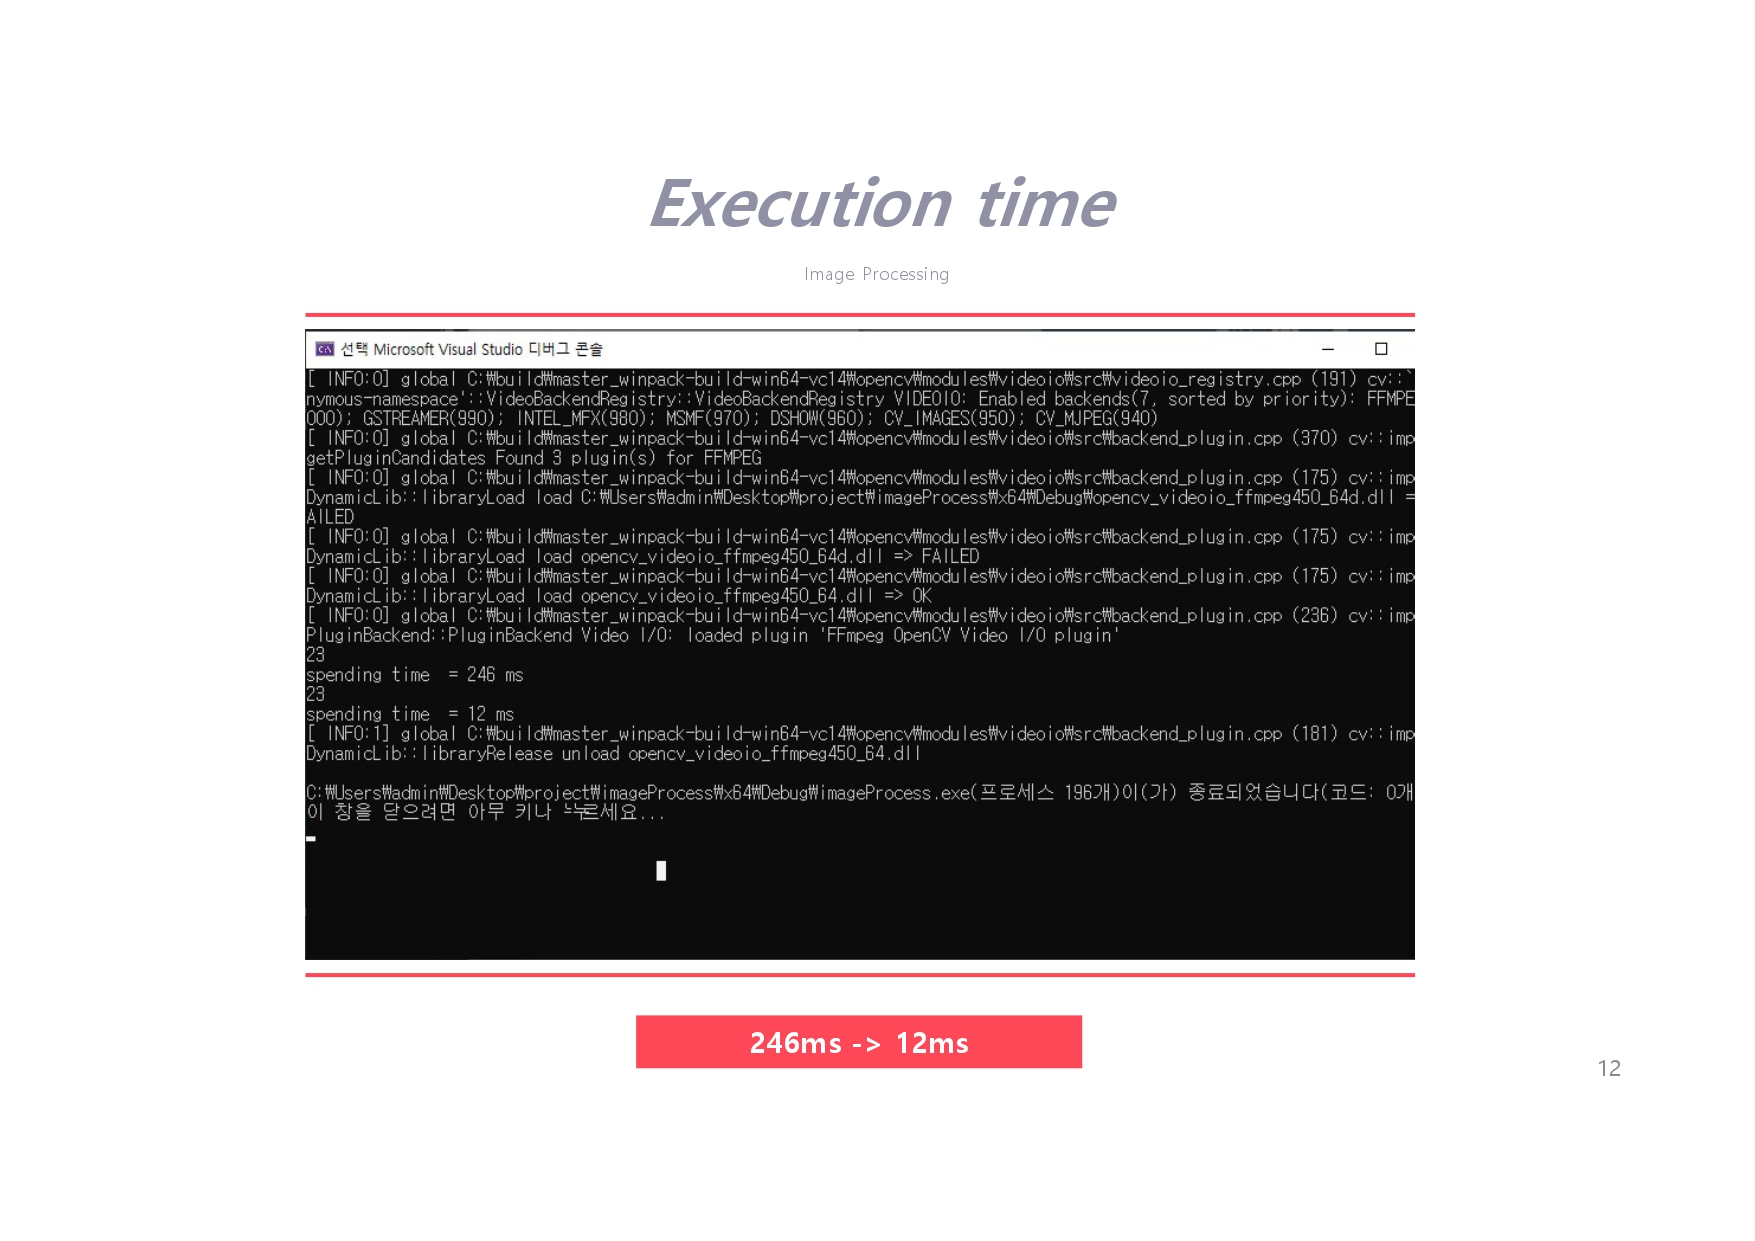 Execution time
Image Processing
선택 Microsoft Visual Studio 디버그 콘솔
[ INFO:0] global C:₩build₩master_winpack-build-win64-vc14₩opencv₩modules₩videoio₩src₩videoio_registry.cpp (191) cv::`
nymous-namespace'::VideoBackendRegistry::VideoBackendRegistry VIDEOIO: Enabled backends(7, sorted by priority): FFMPE
000); GSTREAMER(990); INTEL_MFX(980); MSMF(970); DSHOW(960); CV_IMAGES(950); CV_MJPEG(940)
[ INFO:0] global C:₩build₩master_winpack-build-win64-vc14₩opencv₩modules₩videoio₩src₩backend_plugin.cpp (370) cv::imp
getPluginCandidates Found 3 plugin(s) for FFMPEG
[ INFO:0] global C:₩build₩master_winpack-build-win64-vc14₩opencv₩modules₩videoio₩src₩backend_plugin.cpp (175) cv::imp
DynamicLib::libraryLoad load C:₩Users₩admin₩Desktop₩project₩imageProcess₩x64₩Debug₩opencv_videoio_ffmpeg450_64d.dll =
AILED
[ INFO:0] global C:₩build₩master_winpack-build-win64-vc14₩opencv₩modules₩videoio₩src₩backend_plugin.cpp (175) cv::imp
DynamicLib::libraryLoad load opencv_videoio_ffmpeg450_64d.dll => FAILED
[ INFO:0] global C:₩build₩master_winpack-build-win64-vc14₩opencv₩modules₩videoio₩src₩backend_plugin.cpp (175) cv::imp
DynamicLib::libraryLoad load opencv_videoio_ffmpeg450_64.dll => OK
[ INFO:0] global C:₩build₩master_winpack-build-win64-vc14₩opencv₩modules₩videoio₩src₩backend_plugin.cpp (236) cv::imp
PluginBackend::PluginBackend Video I/O: loaded plugin 'FFmpeg OpenCV Video I/O plugin'
23
spending time  = 246 ms
23
spending time  = 12 ms
[ INFO:1] global C:₩build₩master_winpack-build-win64-vc14₩opencv₩modules₩videoio₩src₩backend_plugin.cpp (181) cv::imp
DynamicLib::libraryRelease unload opencv_videoio_ffmpeg450_64.dll
C:₩Users₩admin₩Desktop₩project₩imageProcess₩x64₩Debug₩imageProcess.exe(프로세스 196개)이(가) 종료되었습니다(코드: 0개
이 창을 닫으려면 아무 키나 누르세요...
246ms -> 12ms
12